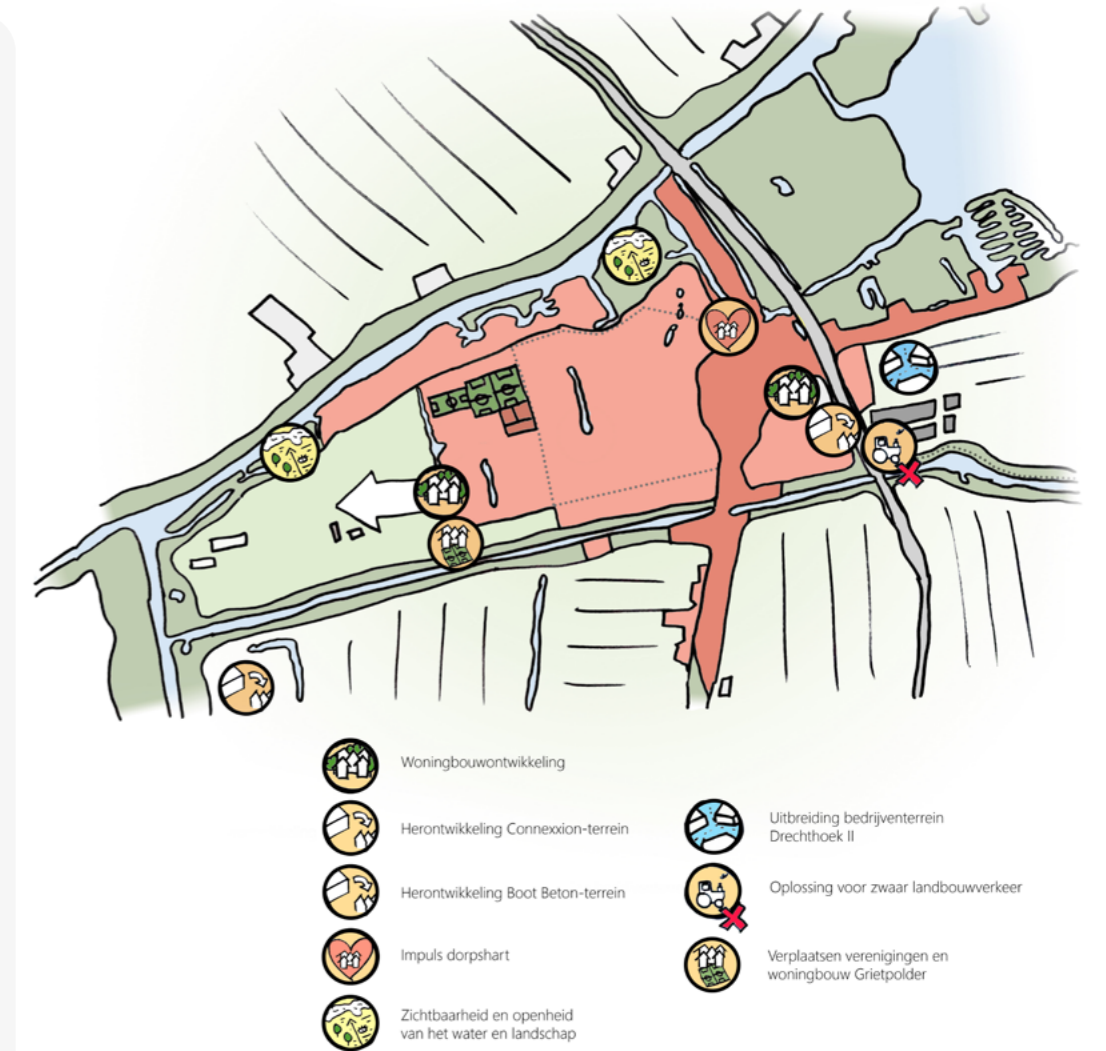 Woningbouwontwikkeling
Herontwikkeling Connexxion-terrein
Herontwikkeling Boot Beton-terrein
Impuls dorpshart
Zichtbaarheid en openheid
van het water en landschap
Uitbreiding bedrijventerrein
Drechthoek II
Oplossing voor zwaar landbouwverkeer
Verplaatsen verenigingen en
woningbouw Grietpolder